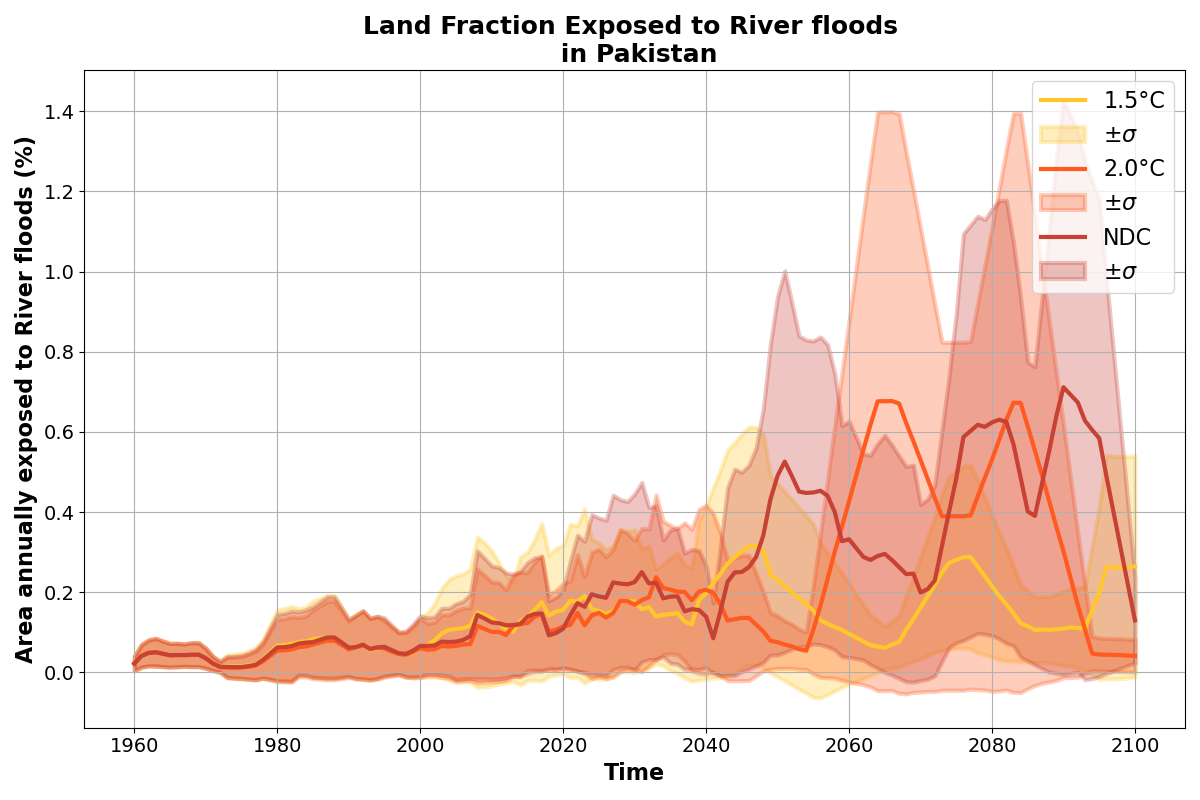 Land Fraction Exposed to River floods
in Pakistan
Area annually exposed to River floods (%)
1.4
1.2
1.0
0.8
0.6
0.4
0.2
0.0
1960
1980
2000
2020
2040
2060
2080
2100
Time
1.5°C
±σ
2.0°C
±σ
NDC
±σ